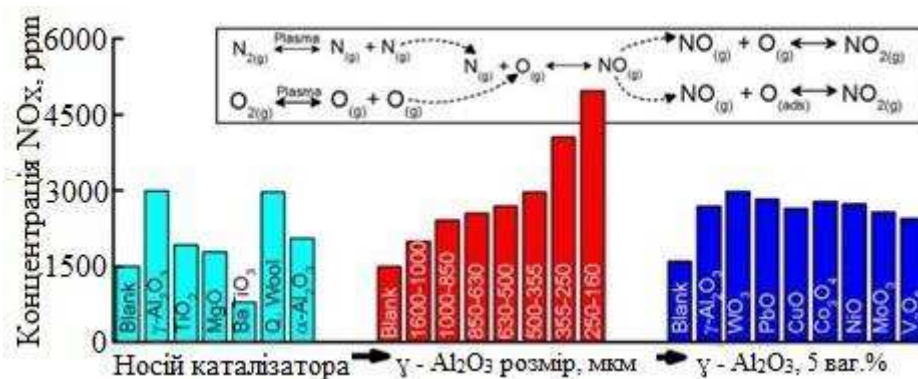 Концентрація NOx, ppm
6000
4500
3000
1500
0
N2(g) Plasma N(g) + N(g)
O2(g) Plasma O(g) + O(g)
N(g) + O(g) NO(g)
NO(g) + O(g) NO2(g)
NO(g) + O(ads) NO2(g)
Blank
γ-Al2O3
TiO2
MgO
BaTiO3
Q. Wool
α-Al2O3
Blank
1600-1000
1000-850
850-630
630-500
500-355
355-250
250-160
Blank
γ-Al2O3
WO3
PbO
CuO
Co3O4
NiO
MoO3
Носій каталізатора
ɣ - Al2O3 розмір, мкм
ɣ - Al2O3, 5 ваг.%